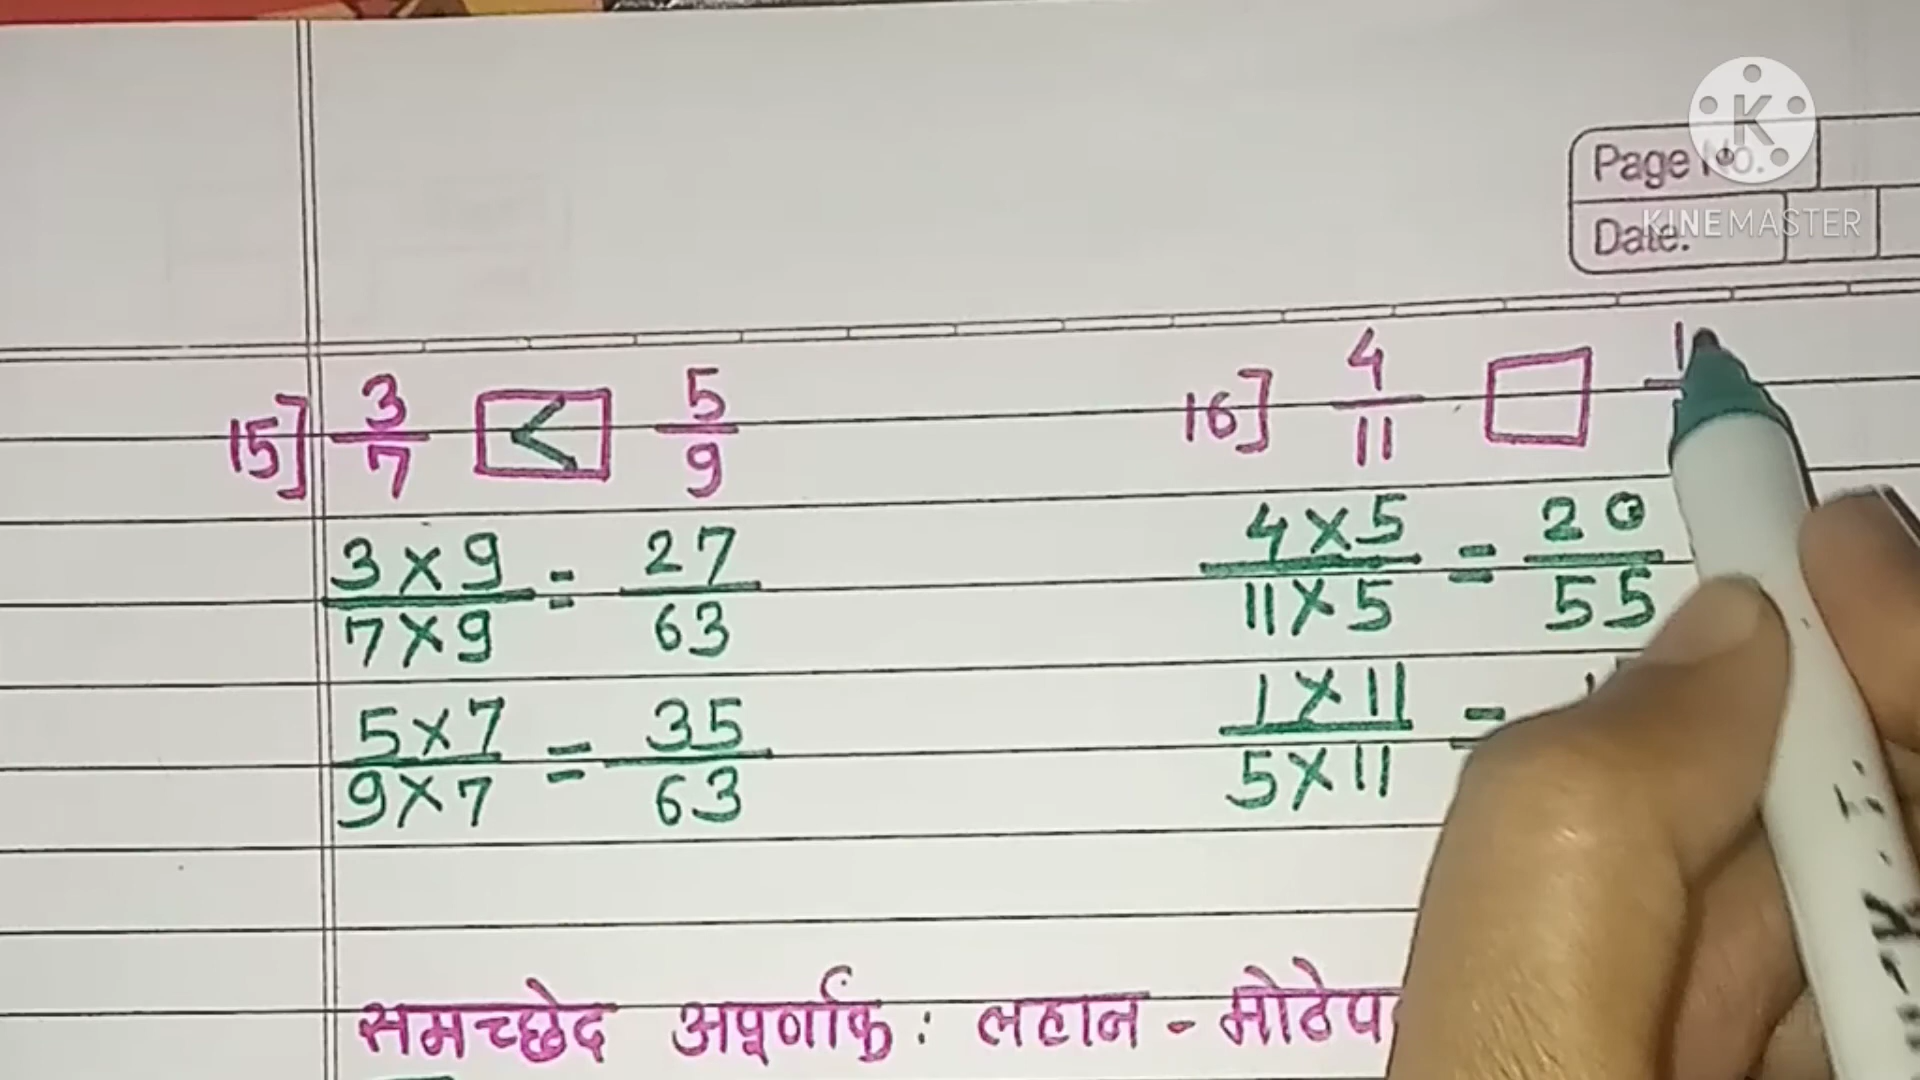 K
KINEMASTER
Page No.
Date:
15] 3/7 < 5/9
16] 4/11 □
3×9/7×9 = 27/63
4×5/11×5 = 20/55
5×7/9×7 = 35/63
1×11/5×11 =
समच्छेद अपूर्णांक : लहान - मोठेप